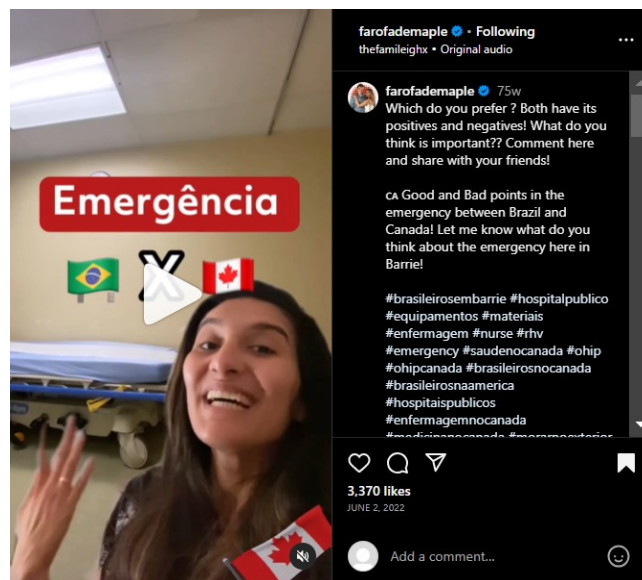 Emergência
X
farofademaple • Following
thefamileighx • Original audio
farofademaple 75w
Which do you prefer ? Both have its
positives and negatives! What do you
think is important?? Comment here
and share with your friends!
CA Good and Bad points in the
emergency between Brazil and
Canada! Let me know what do you
think about the emergency here in
Barrie!
#brasileirosembarrie #hospitalpublico
#equipamentos #materiais
#enfermagem #nurse #rhv
#emergency #saudenocanada #ohip
#ohipcanada #brasileirosnocanada
#brasileirosnaamerica
#hospitaispublicos
#enfermagemnocanada
#medicinanocanada #morarnoexterior
3,370 likes
JUNE 2, 2022
Add a comment...